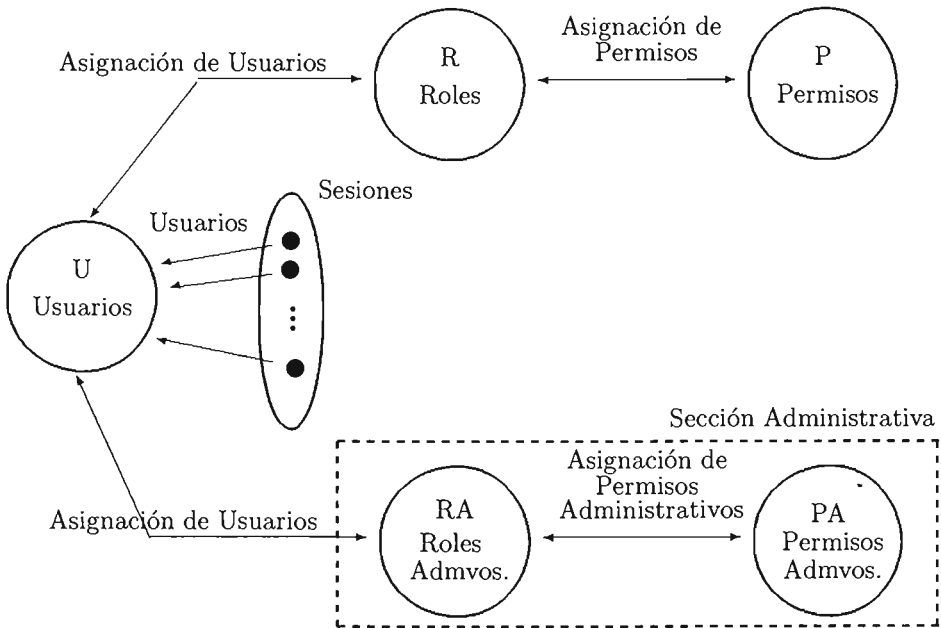 R
Roles
Asignación de
Permisos
P
Permisos
Asignación de Usuarios
Sesiones
Usuarios
U
Usuarios
Sección Administrativa
Asignación de
Permisos
Administrativos
RA
Roles
Admvos.
PA
Permisos
Admvos.
Asignación de Usuarios